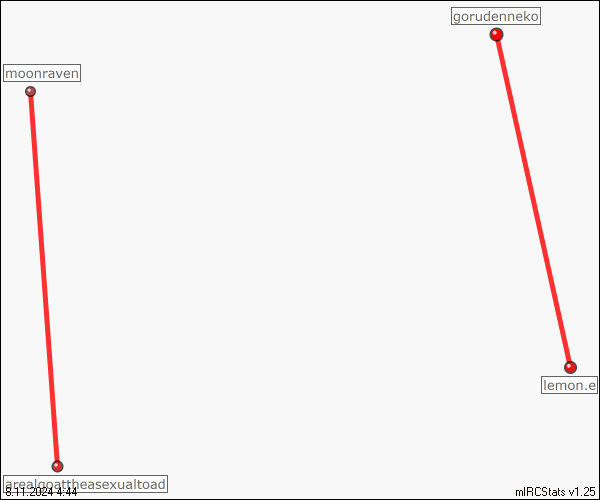 gorudenneko
moonraven
lemon.e
arealgoattheasexualtoad
8.11.2024 4:44
mIRCStats v1.25